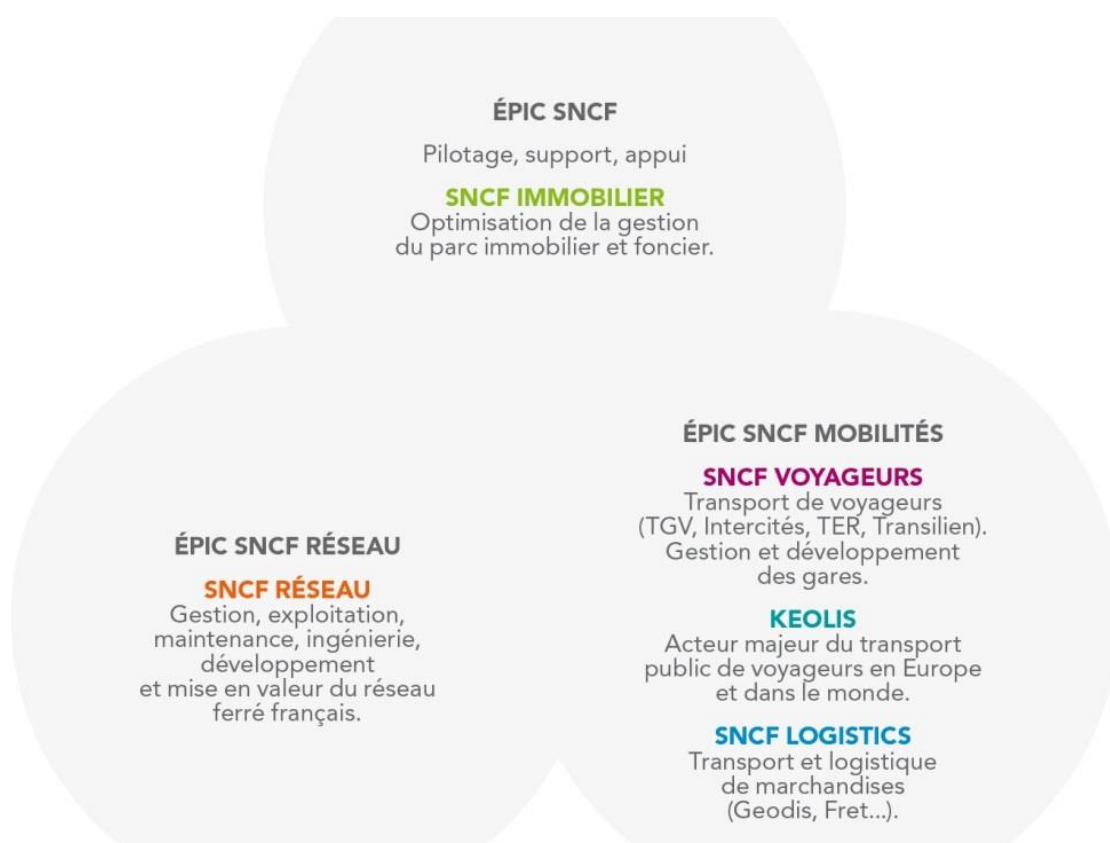 ÉPIC SNCF
Pilotage, support, appui
SNCF IMMOBILIER
Optimisation de la gestion
du parc immobilier et foncier.
ÉPIC SNCF RÉSEAU
SNCF RÉSEAU
Gestion, exploitation,
maintenance, ingénierie,
développement
et mise en valeur du réseau
ferré français.
ÉPIC SNCF MOBILITÉS
SNCF VOYAGEURS
Transport de voyageurs
(TGV, Intercités, TER, Transilien).
Gestion et développement
des gares.
KEOLIS
Acteur majeur du transport
public de voyageurs en Europe
et dans le monde.
SNCF LOGISTICS
Transport et logistique
de marchandises
(Geodis, Fret...).